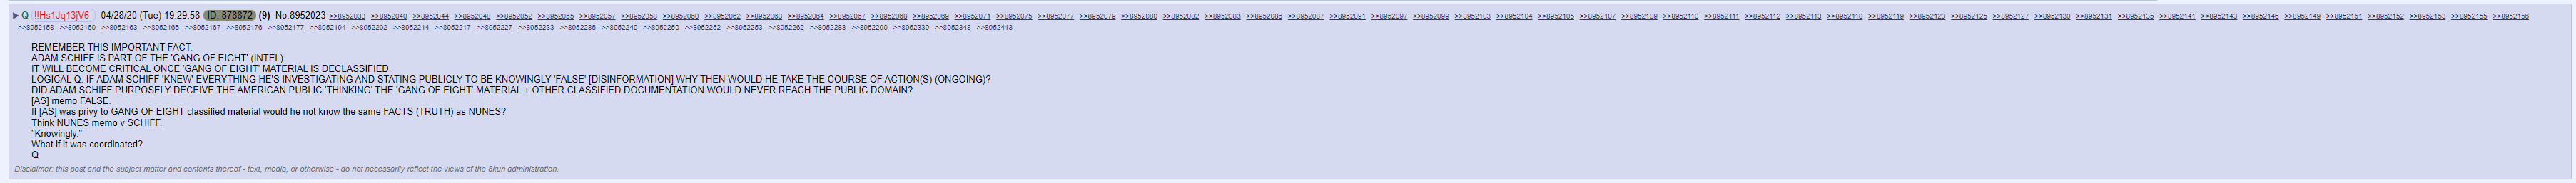 ▶ Q !!Hs1Jq13jV6 04/28/20 (Tue) 19:29:58 ID: 878872 (9) No.8952023 >>8952033 >>8952040 >>8952044 >>8952048 >>8952052 >>8952055 >>8952057 >>8952058 >>8952060 >>8952062 >>8952063 >>8952064 >>8952067 >>8952068 >>8952069 >>8952071 >>8952075 >>8952077 >>8952079 >>8952080 >>8952082 >>8952083 >>8952086 >>8952087 >>8952091 >>8952097 >>8952099 >>8952103 >>8952104 >>8952105 >>8952107 >>8952109 >>8952110 >>8952111 >>8952112 >>8952113 >>8952118 >>8952119 >>8952123 >>8952125 >>8952127 >>8952130 >>8952131 >>8952135 >>8952141 >>8952143 >>8952146 >>8952149 >>8952151 >>8952152 >>8952153 >>8952155 >>8952156
>>8952158 >>8952160 >>8952163 >>8952166 >>8952167 >>8952176 >>8952177 >>8952194 >>8952202 >>8952214 >>8952217 >>8952227 >>8952233 >>8952236 >>8952249 >>8952250 >>8952252 >>8952253 >>8952262 >>8952283 >>8952290 >>8952339 >>8952348 >>8952413
REMEMBER THIS IMPORTANT FACT.
ADAM SCHIFF IS PART OF THE 'GANG OF EIGHT' (INTEL).
IT WILL BECOME CRITICAL ONCE 'GANG OF EIGHT' MATERIAL IS DECLASSIFIED.
LOGICAL Q: IF ADAM SCHIFF 'KNEW' EVERYTHING HE'S INVESTIGATING AND STATING PUBLICLY TO BE KNOWINGLY 'FALSE' [DISINFORMATION] WHY THEN WOULD HE TAKE THE COURSE OF ACTION(S) (ONGOING)?
DID ADAM SCHIFF PURPOSELY DECEIVE THE AMERICAN PUBLIC 'THINKING' THE 'GANG OF EIGHT' MATERIAL + OTHER CLASSIFIED DOCUMENTATION WOULD NEVER REACH THE PUBLIC DOMAIN?
[AS] memo FALSE.
If [AS] was privy to GANG OF EIGHT classified material would he not know the same FACTS (TRUTH) as NUNES?
Think NUNES memo v SCHIFF.
"Knowingly."
What if it was coordinated?
Q
Disclaimer: this post and the subject matter and contents thereof - text, media, or otherwise - do not necessarily reflect the views of the 8kun administration.